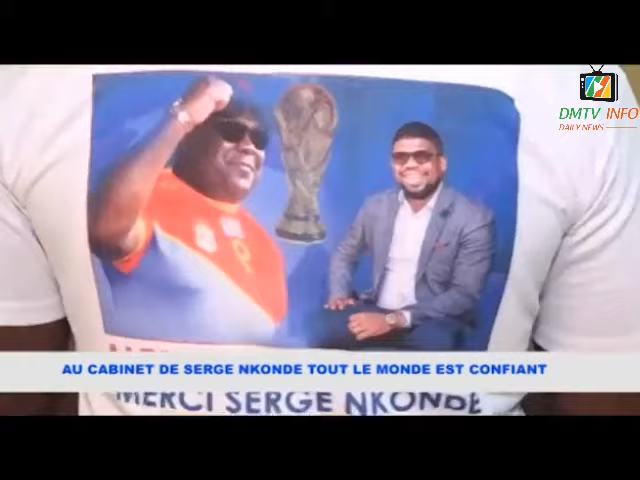 DMTV INFO
DAILY NEWS
AU CABINET DE SERGE NKONDE TOUT LE MONDE EST CONFIANT
MERCI SERGE NKONDE